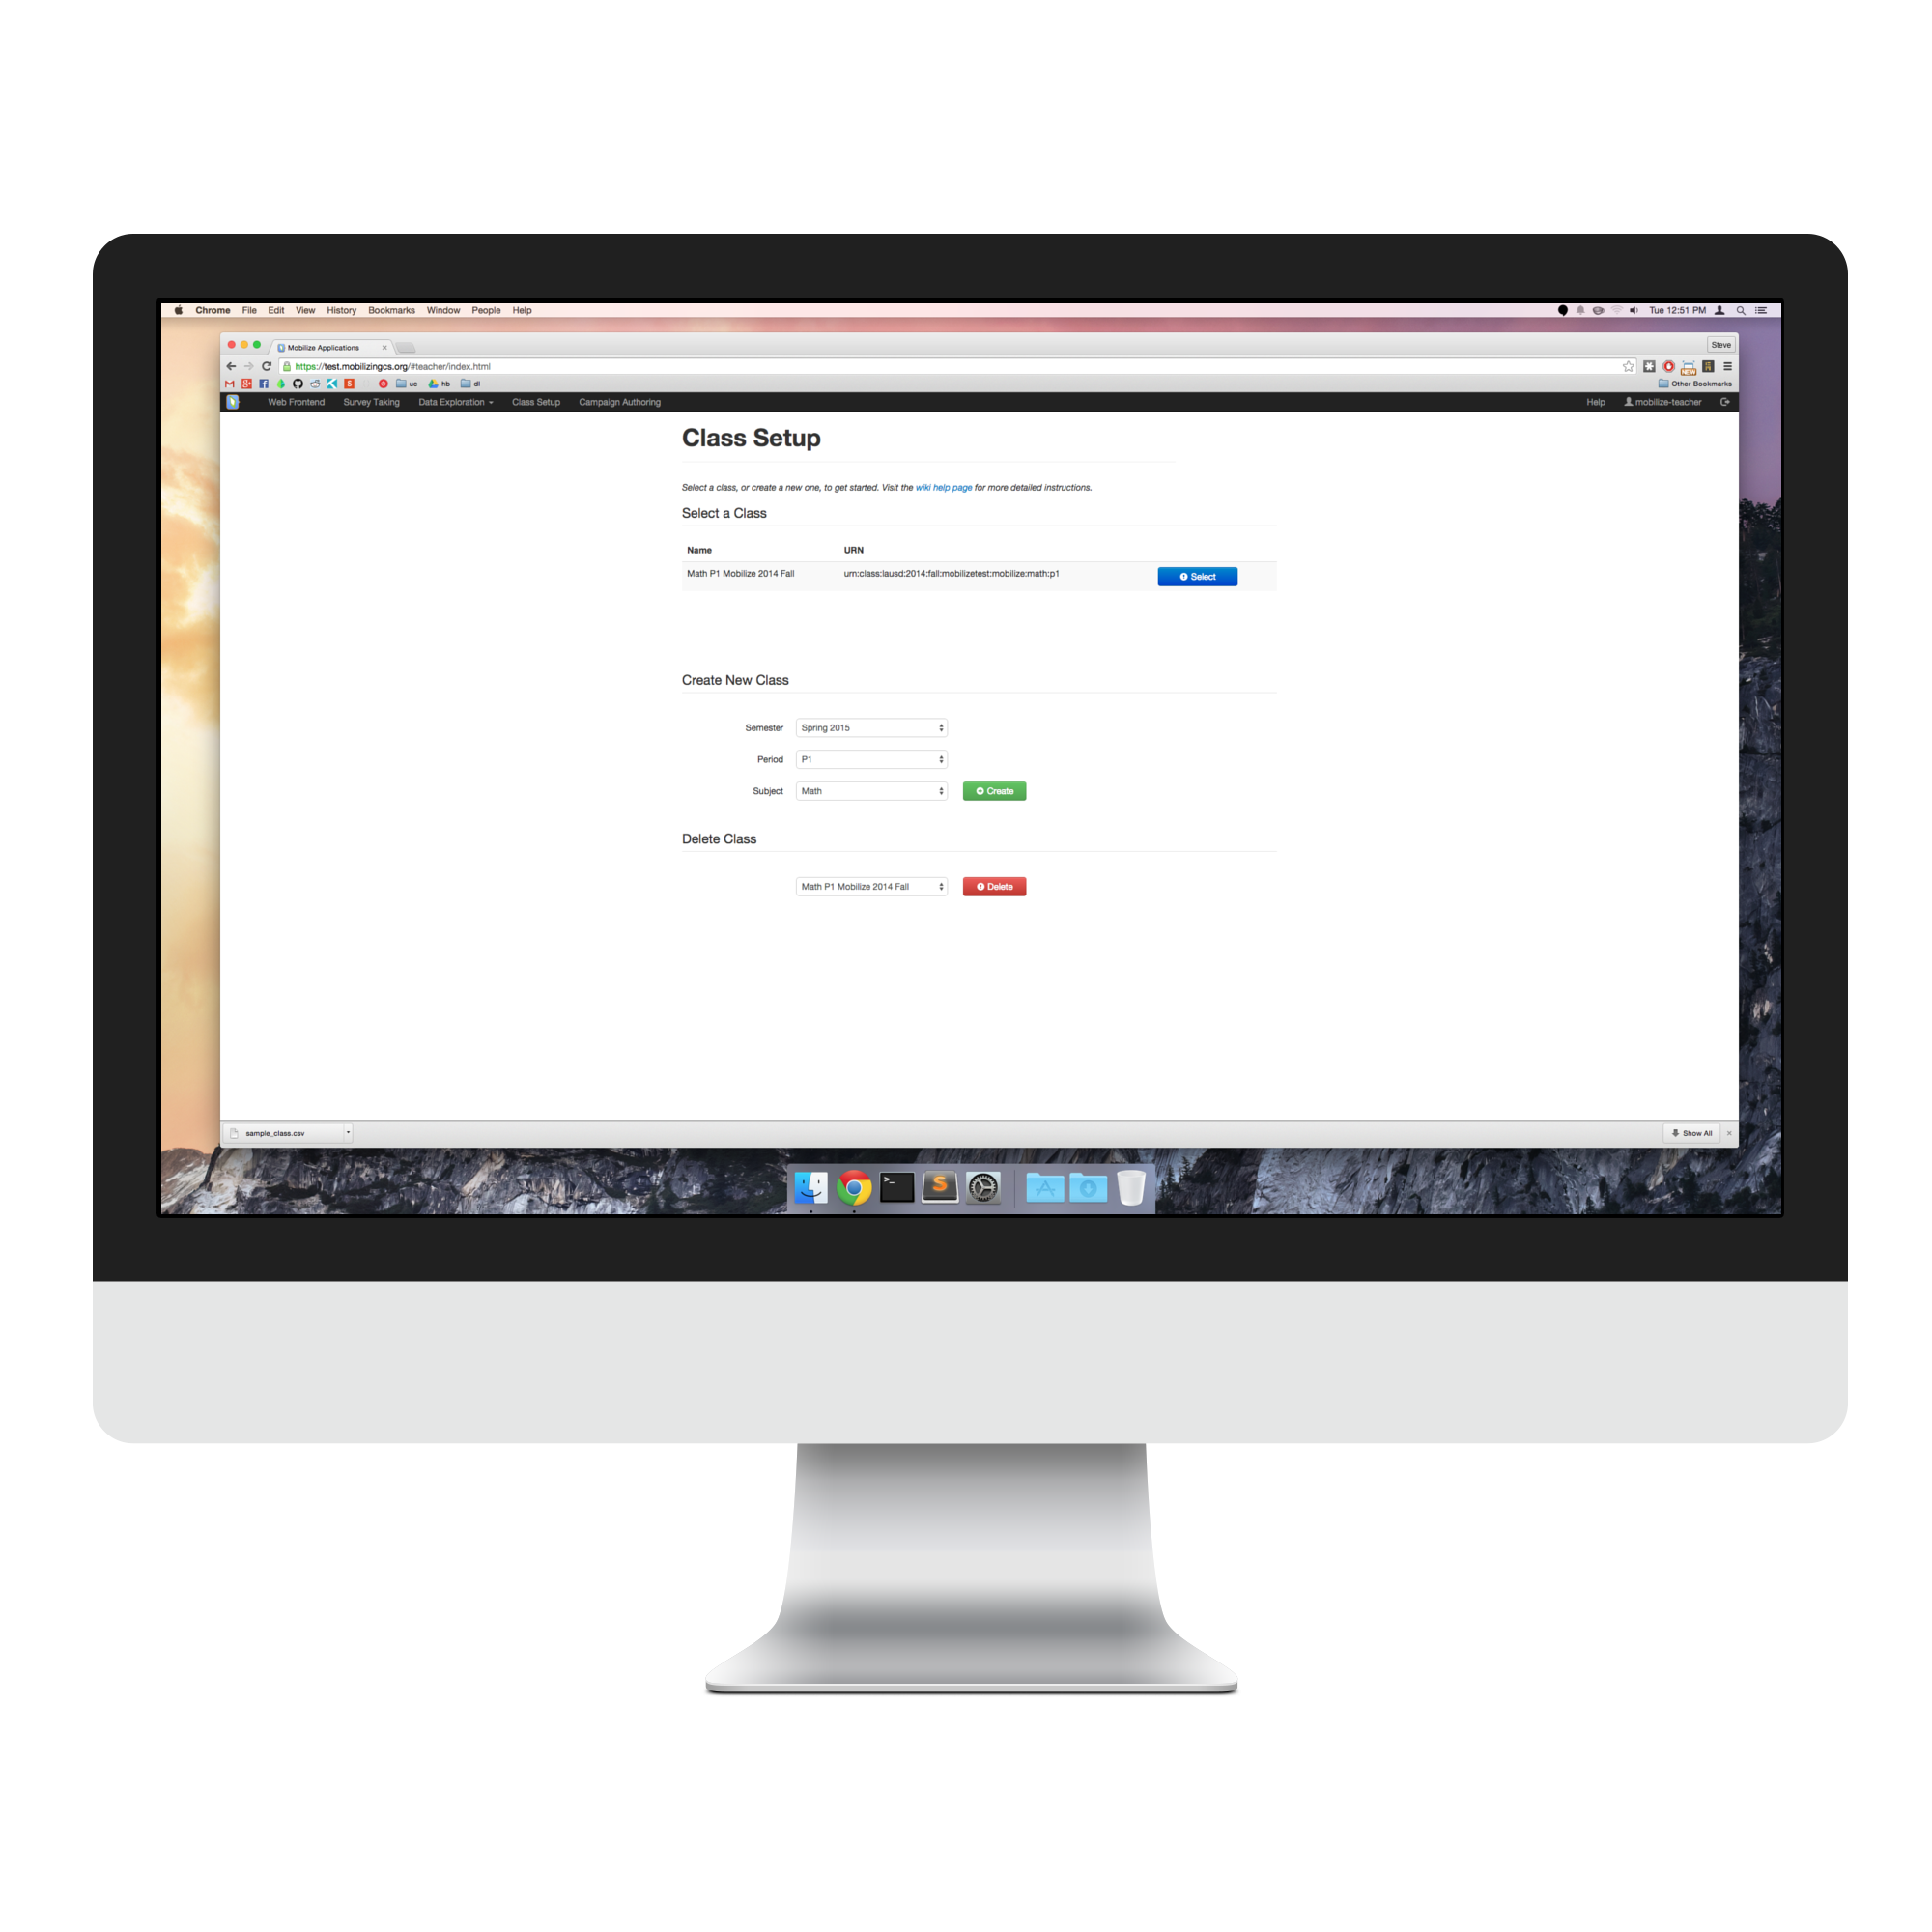 Chrome File Edit View History Bookmarks Window People Help Tue 12:51 PM
Mobilize Applications Steve
https://test.mobilizingcs.org/#teacher/index.html
uc hb dl Other Bookmarks
Web Frontend Survey Taking Data Exploration Class Setup Campaign Authoring Help mobilize-teacher
Class Setup
Select a class, or create a new one, to get started. Visit the wiki help page for more detailed instructions.
Select a Class
Name URN
Math P1 Mobilize 2014 Fall urn:class:lausd:2014:fall:mobilizetest:mobilize:math:p1 Select
Create New Class
Semester Spring 2015
Period P1
Subject Math Create
Delete Class
Math P1 Mobilize 2014 Fall Delete
sample_class.csv Show All